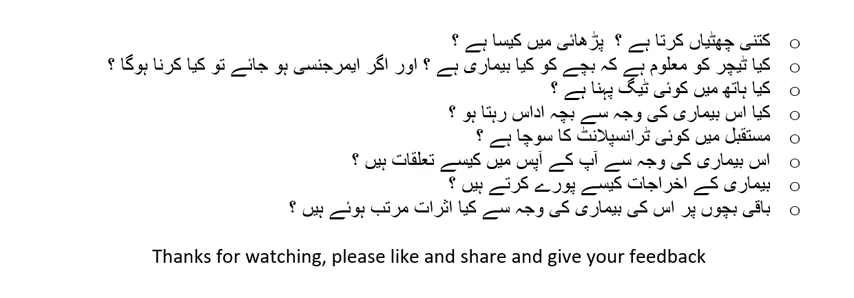 o کتنی چھٹیاں کرتا ہے ؟ پڑھائی میں کیسا ہے ؟
o کیا ٹیچر کو معلوم ہے کہ بچے کو کیا بیماری ہے ؟ اور اگر ایمرجنسی ہو جائے تو کیا کرنا ہوگا ؟
o کیا ہاتھ میں کوئی ٹیگ پہنا ہے ؟
o کیا اس بیماری کی وجہ سے بچہ اداس رہتا ہو ؟
o مستقبل میں کوئی ٹرانسپلانٹ کا سوچا ہے ؟
o اس بیماری کی وجہ سے آپ کے آپس میں کیسے تعلقات ہیں ؟
o بیماری کے اخراجات کیسے پورے کرتے ہیں ؟
o باقی بچوں پر اس کی بیماری کی وجہ سے کیا اثرات مرتب ہوئے ہیں ؟
Thanks for watching, please like and share and give your feedback